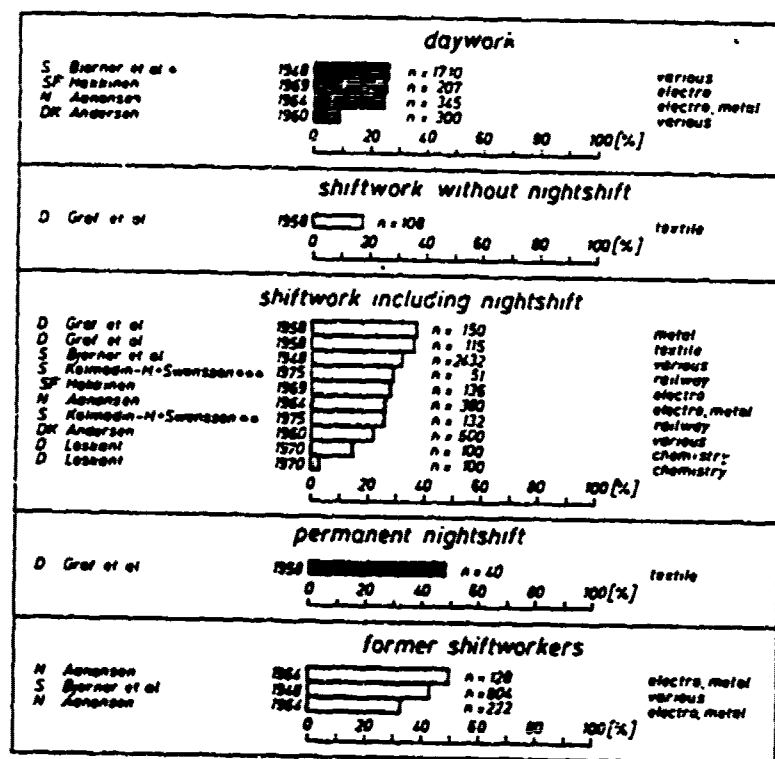 daywork
S Bjerner et al * 1948 n = 1710 various
SF Hakkinen 1969 n = 207 electro
N Aanonsen 1964 n = 345 electro, metal
DK Andersen 1960 n = 300 various
0 20 40 60 80 100 [%]
shiftwork without nightshift
D Graf et al 1958 n = 108 textile
0 20 40 60 80 100 [%]
shiftwork including nightshift
D Graf et al 1958 n = 150 metal
D Graf et al 1958 n = 115 textile
S Bjerner et al 1948 n = 2632 various
S Kolmodin-H+Swensson *** 1975 n = 51 railway
SF Hakkinen 1969 n = 136 electro
N Aanonsen 1964 n = 380 electro, metal
S Kolmodin-H+Swensson ** 1975 n = 132 railway
DK Andersen 1960 n = 600 various
D Loskant 1970 n = 100 chemistry
D Loskant 1970 n = 100 chemistry
0 20 40 60 80 100 [%]
permanent nightshift
D Graf et al 1958 n = 40 textile
0 20 40 60 80 100 [%]
former shiftworkers
N Aanonsen 1964 n = 128 electro, metal
S Bjerner et al 1948 n = 804 various
N Aanonsen 1964 n = 222 electro, metal
0 20 40 60 80 100 [%]